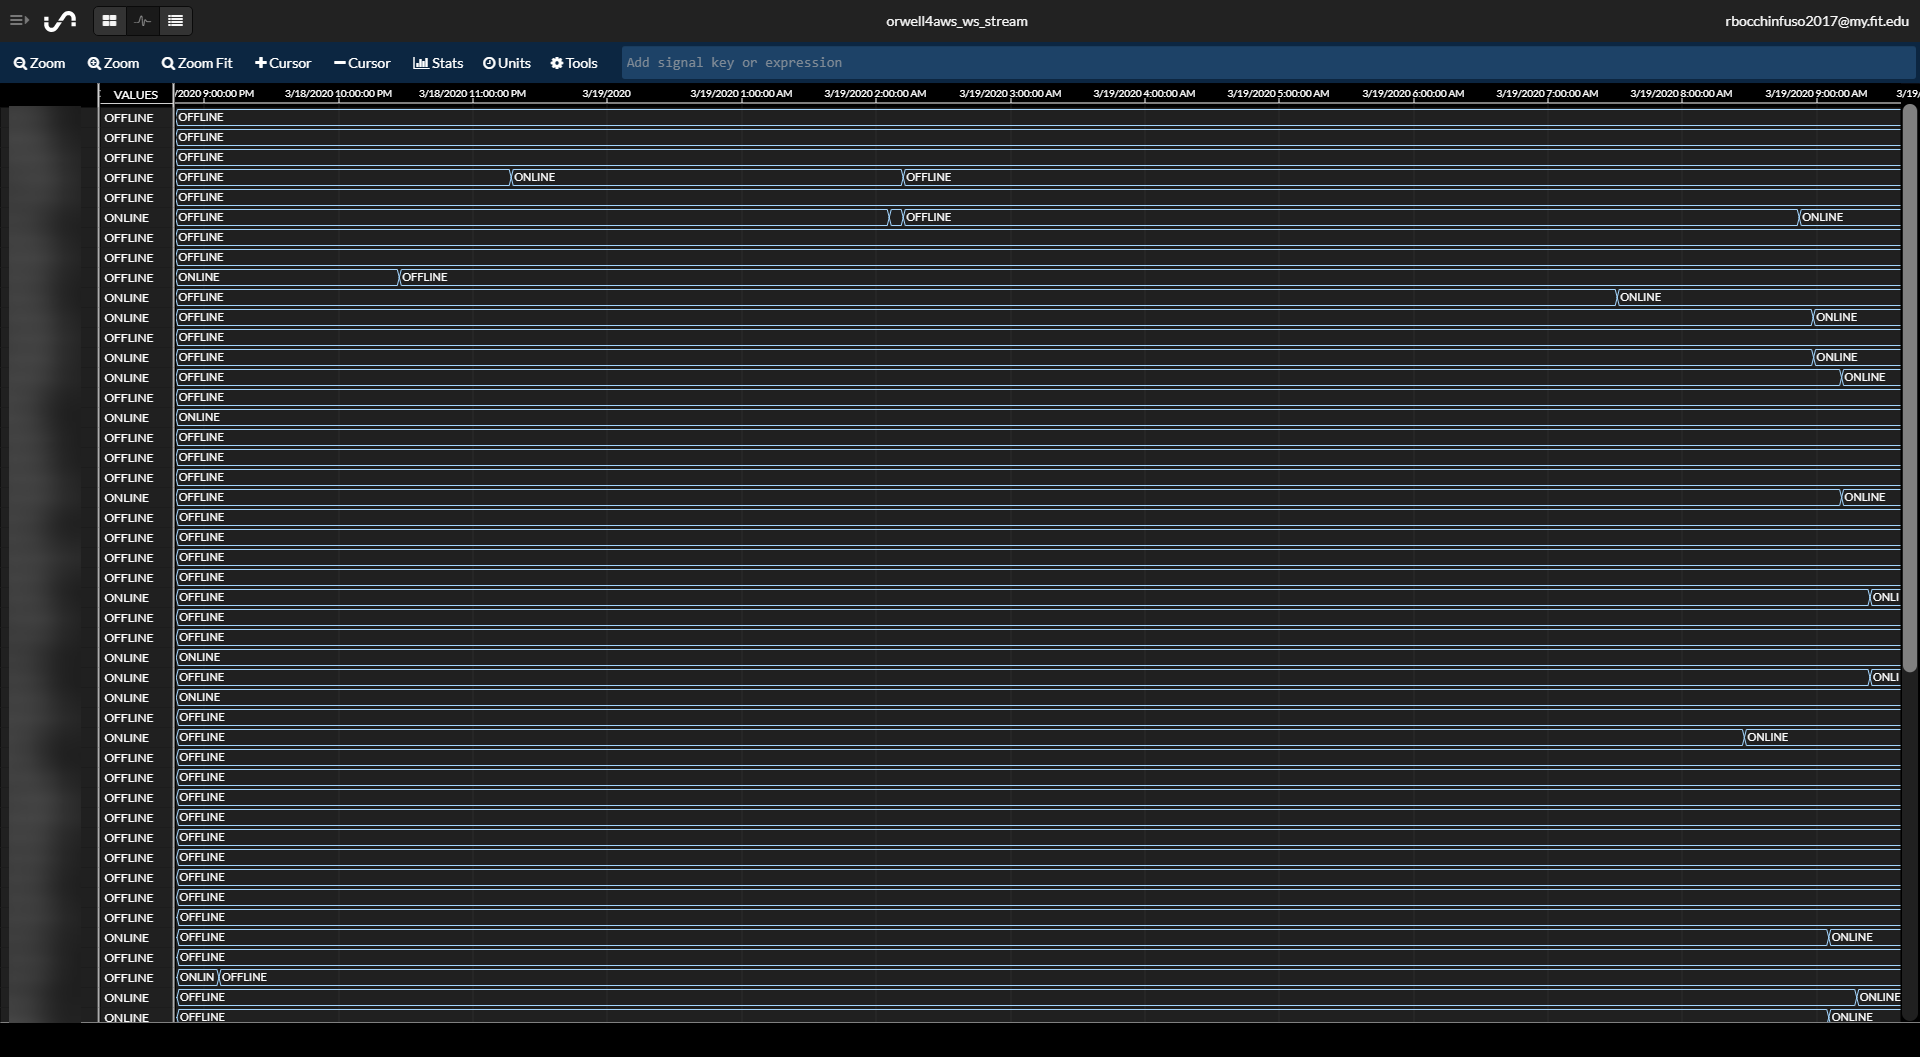 orwell4aws_ws_stream rbocchinfuso2017@my.fit.edu
Zoom Zoom Zoom Fit Cursor Cursor Stats Units Tools Add signal key or expression
VALUES /2020 9:00:00 PM 3/18/2020 10:00:00 PM 3/18/2020 11:00:00 PM 3/19/2020 3/19/2020 1:00:00 AM 3/19/2020 2:00:00 AM 3/19/2020 3:00:00 AM 3/19/2020 4:00:00 AM 3/19/2020 5:00:00 AM 3/19/2020 6:00:00 AM 3/19/2020 7:00:00 AM 3/19/2020 8:00:00 AM 3/19/2020 9:00:00 AM 3/19/
OFFLINE OFFLINE
OFFLINE OFFLINE
OFFLINE OFFLINE
OFFLINE OFFLINE ONLINE OFFLINE
OFFLINE OFFLINE
ONLINE OFFLINE OFFLINE ONLINE
OFFLINE OFFLINE
OFFLINE OFFLINE
OFFLINE ONLINE OFFLINE
ONLINE OFFLINE ONLINE
ONLINE OFFLINE ONLINE
OFFLINE OFFLINE
ONLINE OFFLINE ONLINE
ONLINE OFFLINE ONLINE
OFFLINE OFFLINE
ONLINE ONLINE
OFFLINE OFFLINE
OFFLINE OFFLINE
OFFLINE OFFLINE
ONLINE OFFLINE ONLINE
OFFLINE OFFLINE
OFFLINE OFFLINE
OFFLINE OFFLINE
OFFLINE OFFLINE
ONLINE OFFLINE ONLI
OFFLINE OFFLINE
OFFLINE OFFLINE
ONLINE ONLINE
ONLINE OFFLINE ONLI
ONLINE ONLINE
OFFLINE OFFLINE
ONLINE OFFLINE ONLINE
OFFLINE OFFLINE
OFFLINE OFFLINE
OFFLINE OFFLINE
OFFLINE OFFLINE
OFFLINE OFFLINE
OFFLINE OFFLINE
OFFLINE OFFLINE
OFFLINE OFFLINE
OFFLINE OFFLINE
ONLINE OFFLINE ONLINE
OFFLINE OFFLINE
OFFLINE ONLIN OFFLINE
ONLINE OFFLINE ONLINE
ONLINE OFFLINE ONLINE